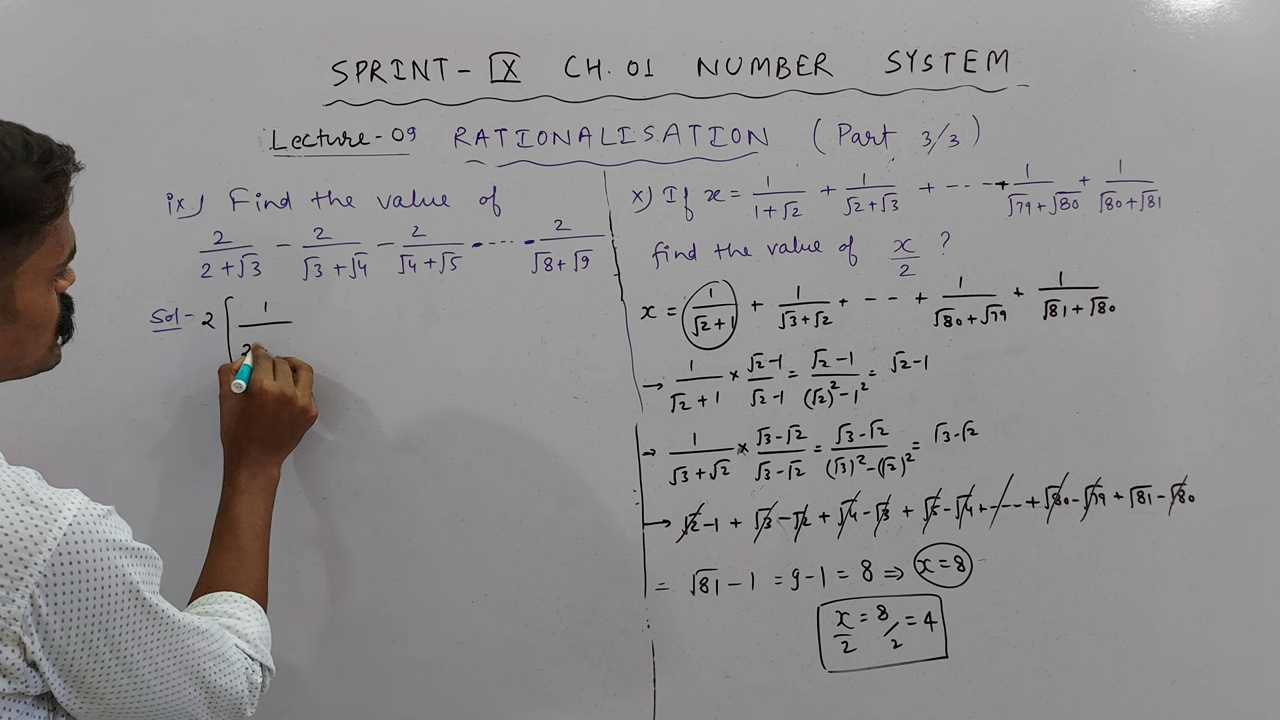 SPRINT-IX CH.01 NUMBER SYSTEM
Lecture-09 RATIONALISATION (Part 3/3)
ix) Find the value of
2/(2+√3) - 2/(√3+√4) - 2/(√4+√5) ..... 2/(√8+√9)
Sol- 2[ 1/2
x) If x = 1/(1+√2) + 1/(√2+√3) + --- + 1/(√79+√80) + 1/(√80+√81)
find the value of x/2 ?
x = 1/(√2+1) + 1/(√3+√2) + --- + 1/(√80+√79) + 1/(√81+√80)
→ 1/(√2+1) × (√2-1)/(√2-1) = (√2-1)/((√2)²-1²) = √2-1
→ 1/(√3+√2) × (√3-√2)/(√3-√2) = (√3-√2)/((√3)²-(√2)²) = √3-√2
→ √2-1 + √3-√2 + √4-√3 + √5-√4 + --- + √80-√79 + √81-√80
= √81-1 = 9-1 = 8 ⇒ x=8
x/2 = 8/2 = 4